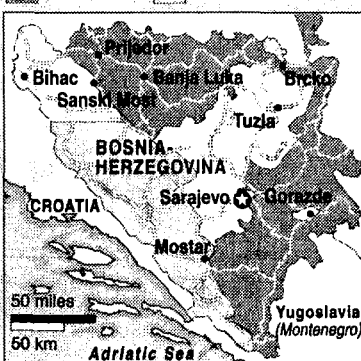 Prijedor
Bihac
Banja Luka
Brcko
Sanski Most
Tuzla
BOSNIA-
HERZEGOVINA
Sarajevo
Gorazde
CROATIA
Mostar
50 miles
50 km
Yugoslavia
(Montenegro)
Adriatic Sea